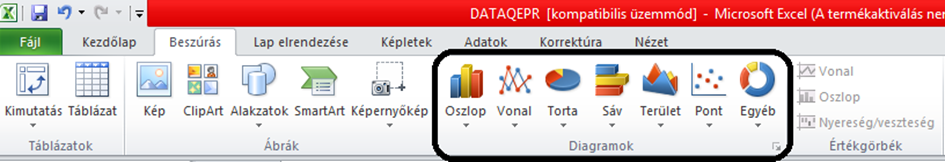 DATAQEPR [kompatibilis üzemmód] - Microsoft Excel (A termékaktiválás ner
Fájl Kezdőlap Beszúrás Lap elrendezése Képletek Adatok Korrektúra Nézet
Kimutatás Táblázat Kép ClipArt Alakzatok SmartArt Képernyőkép Oszlop Vonal Torta Sáv Terület Pont Egyéb
Vonal
Oszlop
Nyereség/veszteség
Táblázatok Ábrák Diagramok Értékgörbék